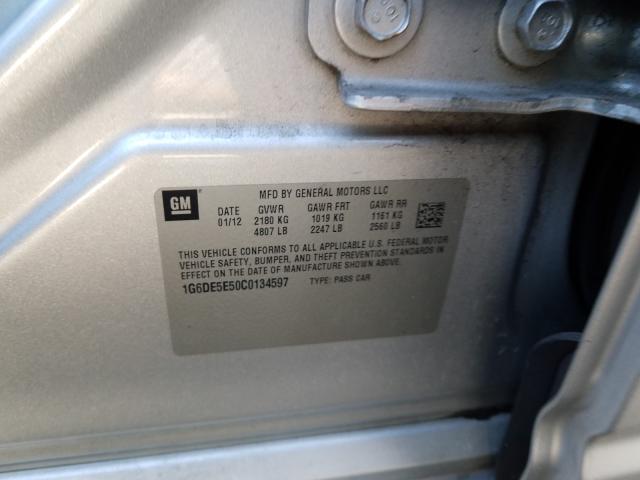 GM
MFD BY GENERAL MOTORS LLC
DATE GVWR GAWR FRT GAWR RR
01/12 2180 KG 1019 KG 1161 KG
4807 LB 2247 LB 2560 LB
THIS VEHICLE CONFORMS TO ALL APPLICABLE U.S. FEDERAL MOTOR
VEHICLE SAFETY, BUMPER, AND THEFT PREVENTION STANDARDS IN
EFFECT ON THE DATE OF MANUFACTURE SHOWN ABOVE.
1G6DE5E50C0134597 TYPE: PASS CAR